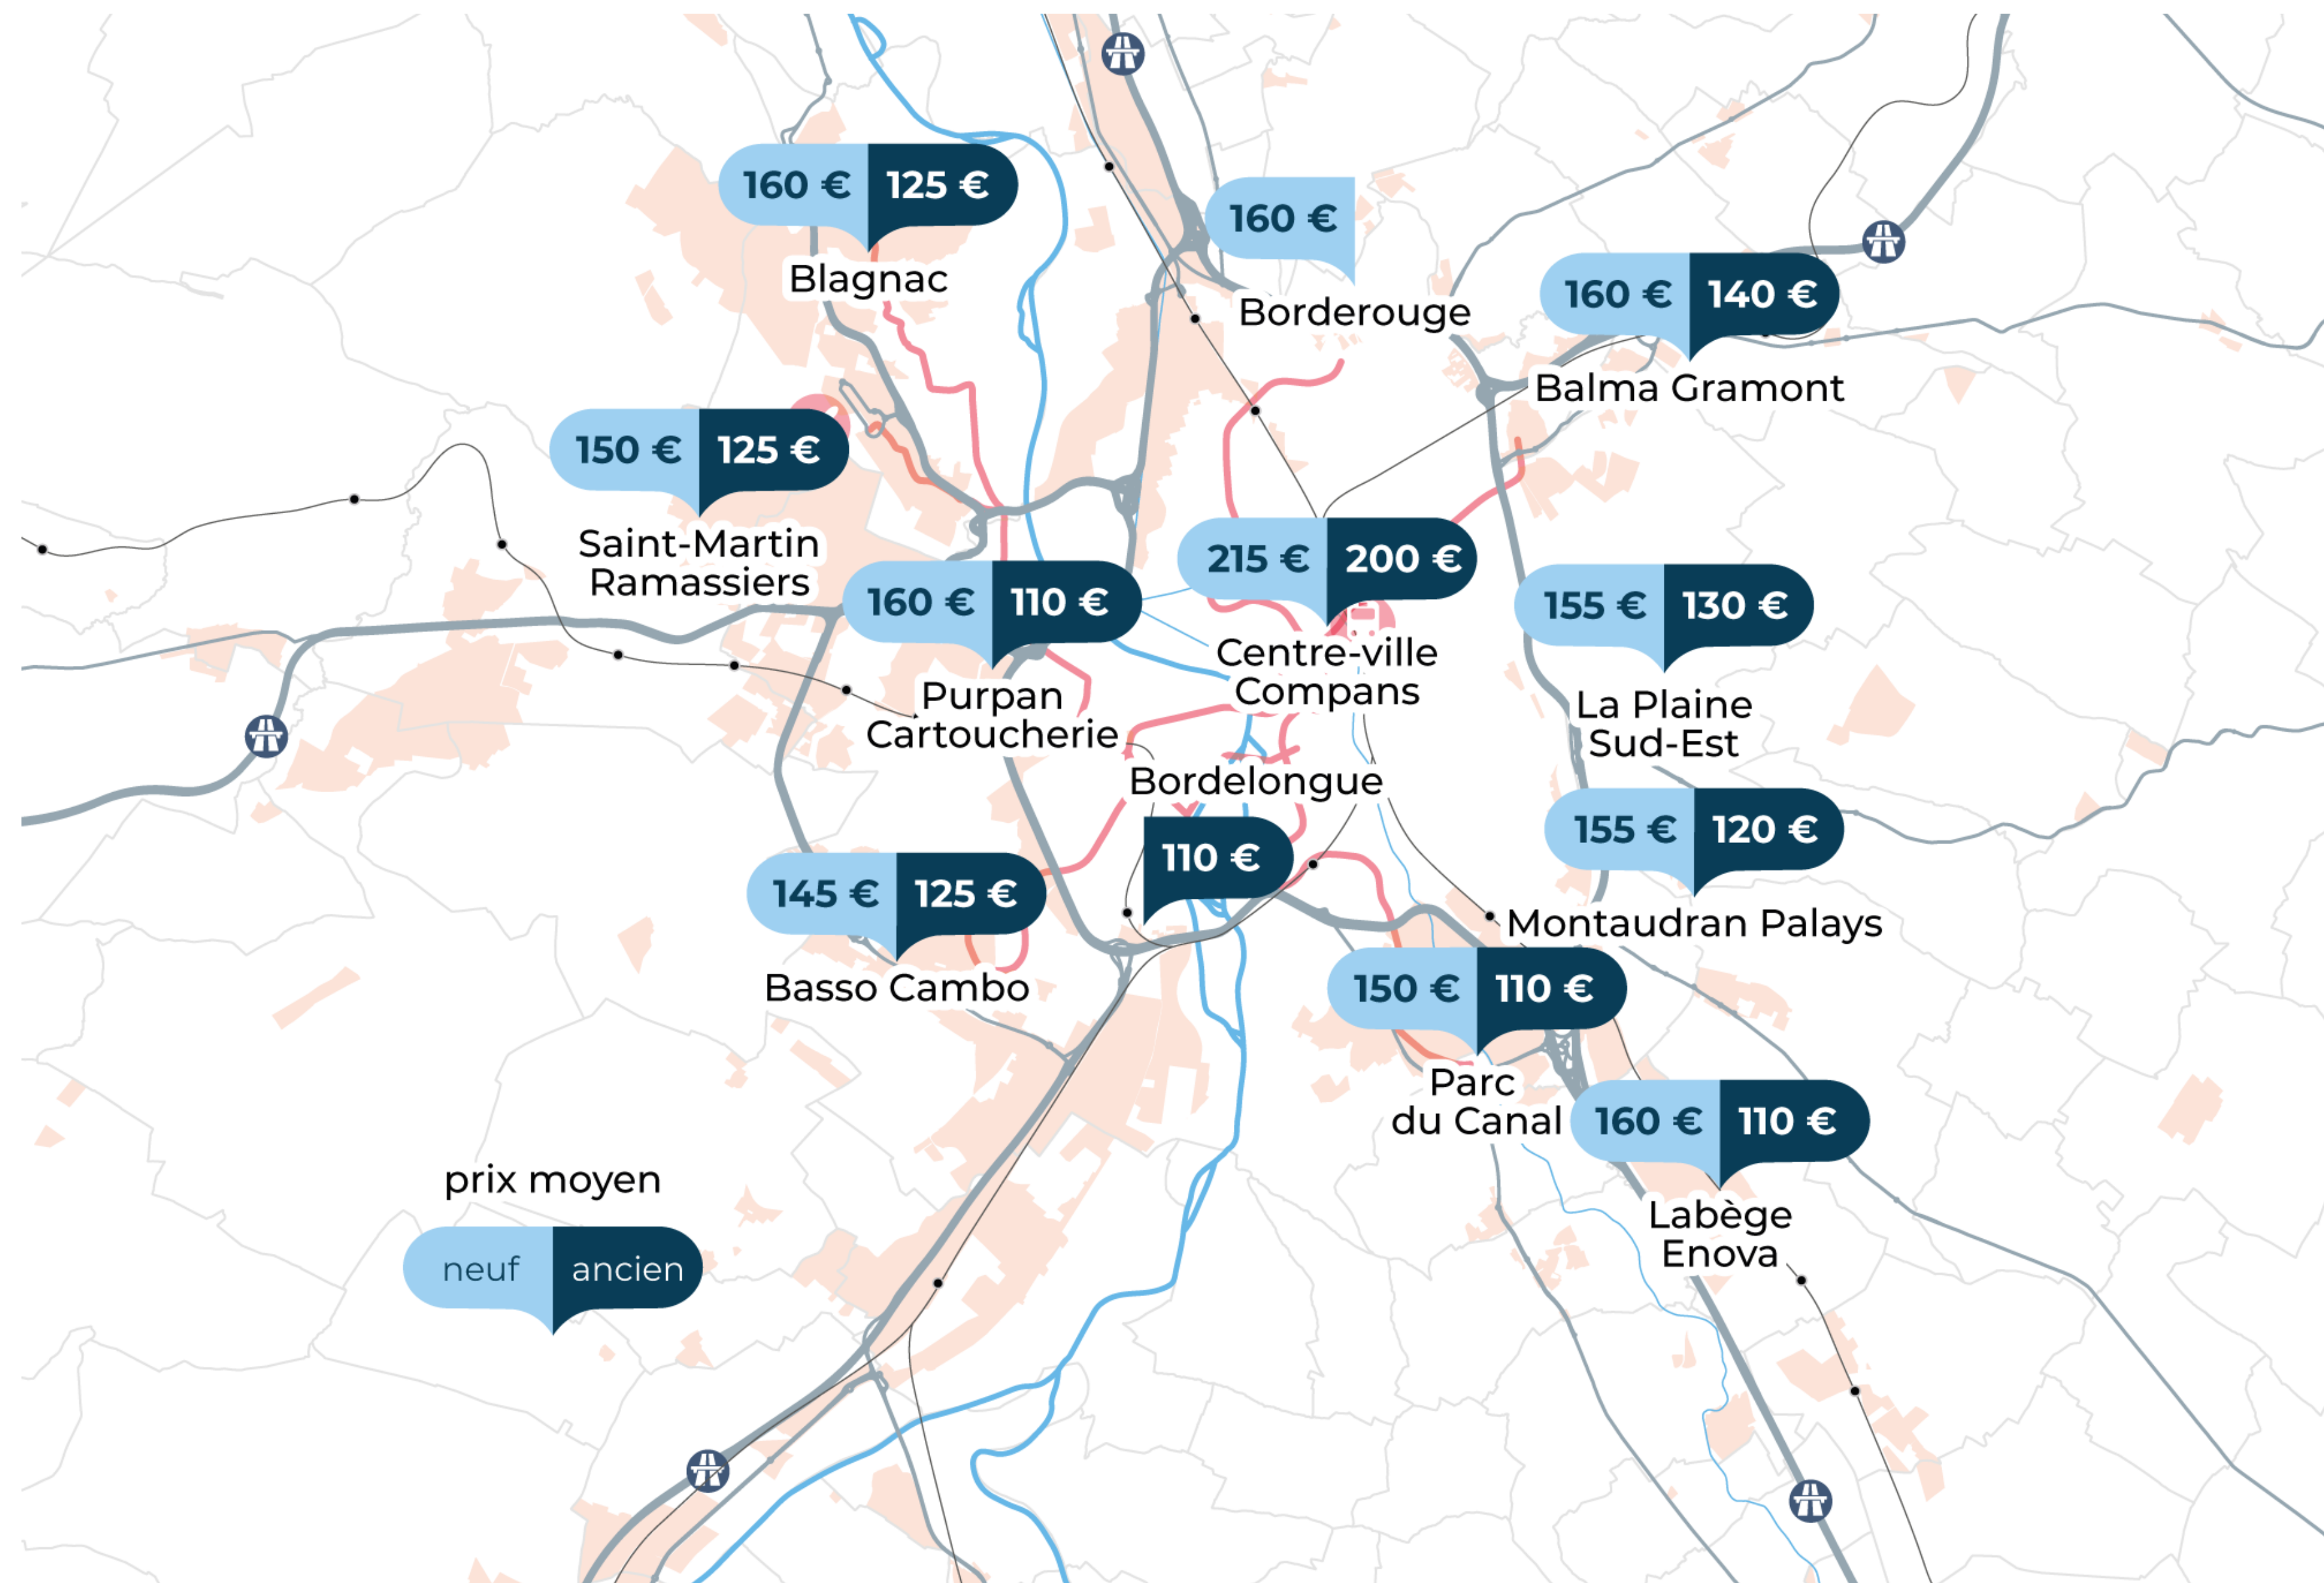 160 € 125 €
Blagnac
160 €
Borderouge
160 € 140 €
Balma Gramont
150 € 125 €
Saint-Martin
Ramassiers
160 € 110 €
Purpan
Cartoucherie
215 € 200 €
Centre-ville
Compans
155 € 130 €
La Plaine
Sud-Est
Bordelongue
110 €
155 € 120 €
Montaudran Palays
145 € 125 €
Basso Cambo
150 € 110 €
Parc
du Canal
160 € 110 €
Labège
Enova
prix moyen
neuf ancien